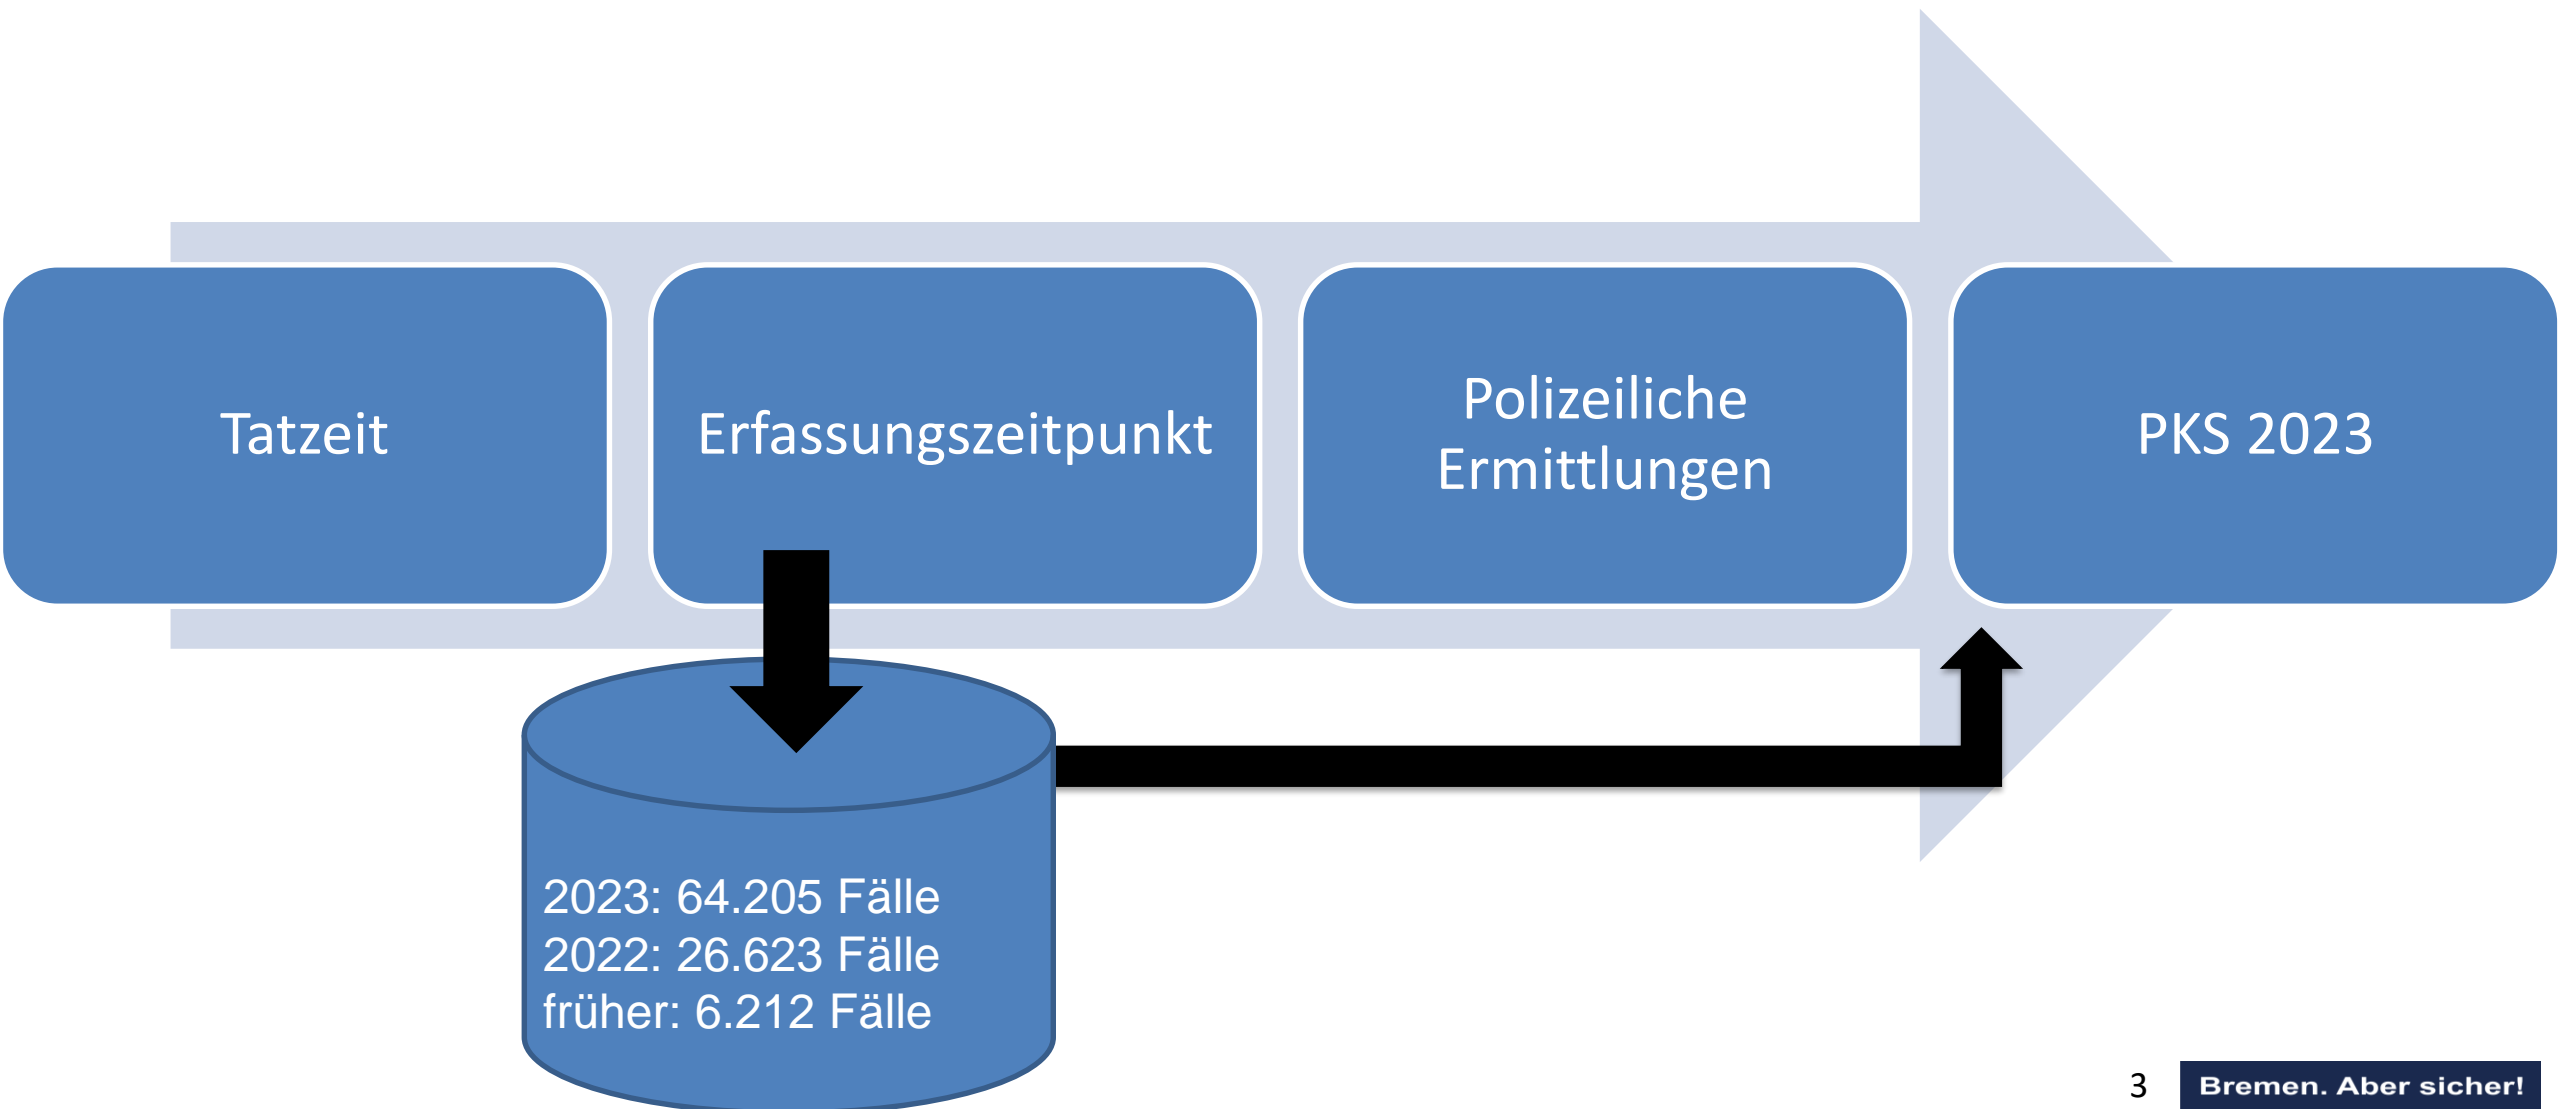 Tatzeit
Erfassungszeitpunkt
Polizeiliche
Ermittlungen
PKS 2023
2023: 64.205 Fälle
2022: 26.623 Fälle
früher: 6.212 Fälle
3
Bremen. Aber sicher!